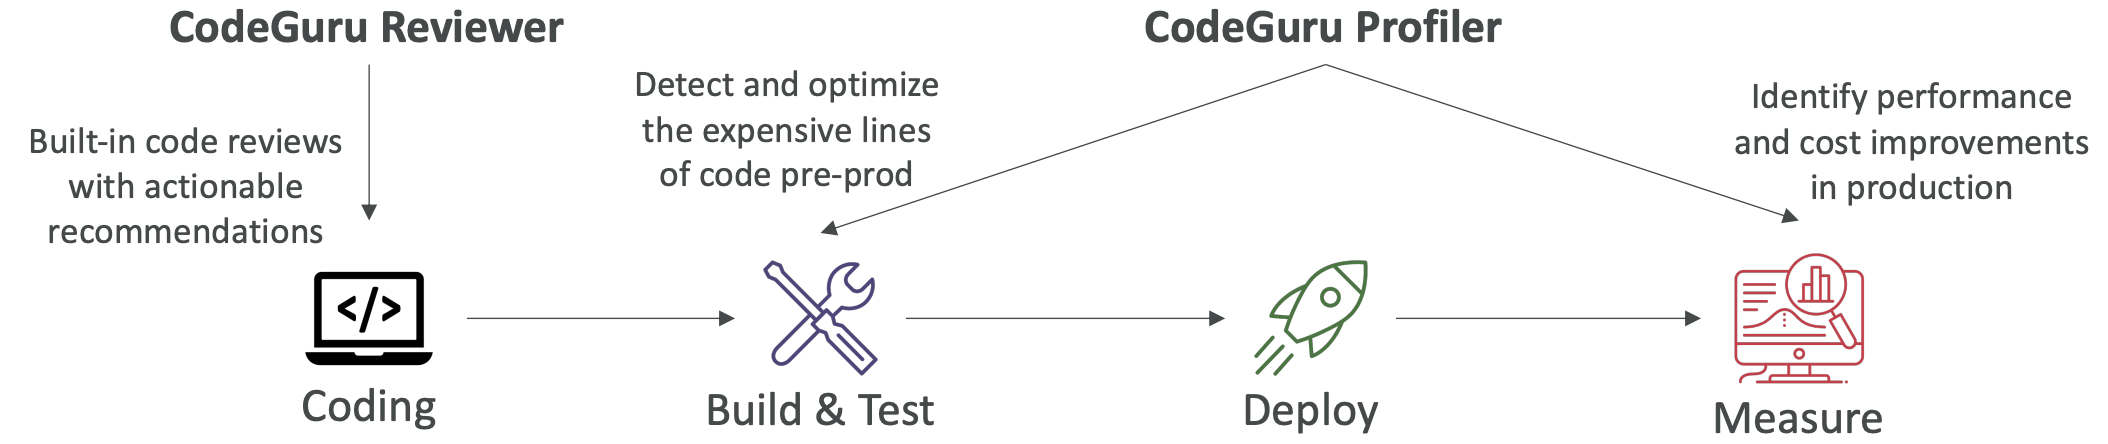 CodeGuru Reviewer
CodeGuru Profiler
Built-in code reviews
with actionable
recommendations
Detect and optimize
the expensive lines
of code pre-prod
Identify performance
and cost improvements
in production
</>
Coding
Build & Test
Deploy
Measure